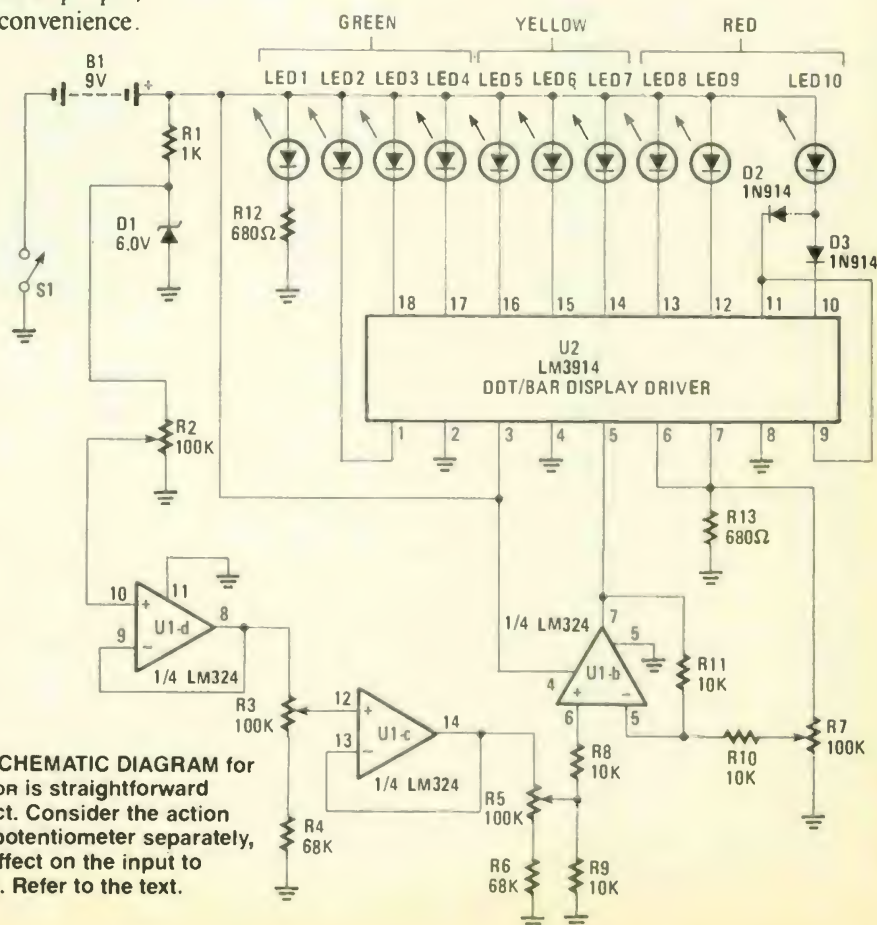 convenience.
GREEN
YELLOW
RED
B1
9V
+
LED1 LED2 LED3 LED4 LED5 LED6 LED7 LED8 LED9 LED10
R1
1K
D1
6.0V
S1
R12
680Ω
D2
1N914
D3
1N914
18 17 16 15 14 13 12 11 10
U2
LM3914
DOT/BAR DISPLAY DRIVER
1 2 3 4 5 6 7 8 9
R2
100K
R13
680Ω
10 + 11 8
9 −
U1-d
1/4 LM324
R3
100K
12 + 14
13 −
U1-c
1/4 LM324
R4
68K
R5
100K
R6
68K
1/4 LM324
7
5
U1-b
4
+ −
6 5
R11
10K
R8
10K
R10
10K
R7
100K
R9
10K
CHEMATIC DIAGRAM for
OR is straightforward
ct. Consider the action
potentiometer separately,
ffect on the input to
. Refer to the text.